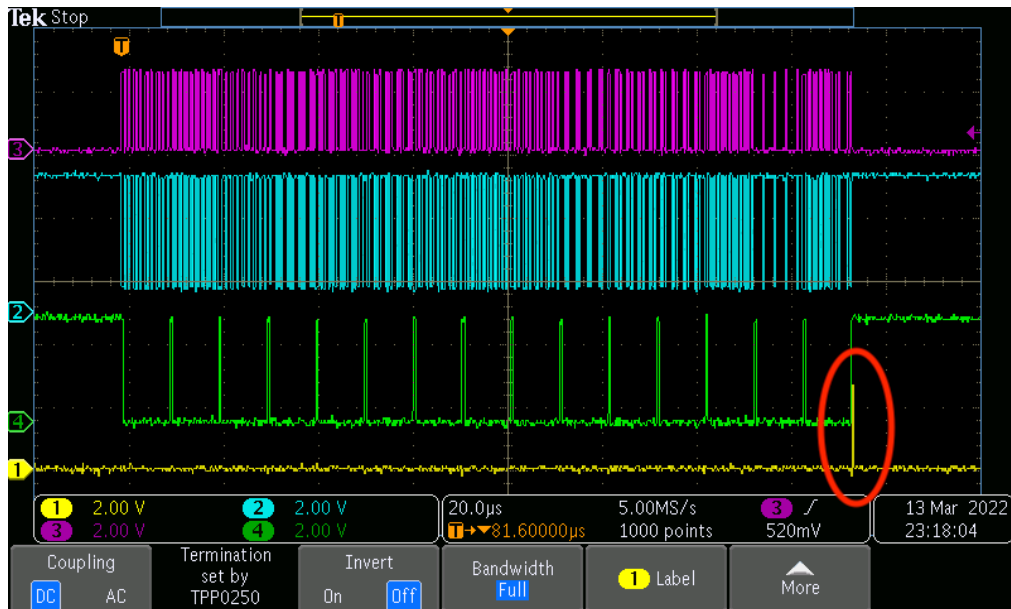 Tek Stop
T
T
3
2
4
1
1 2.00 V 2 2.00 V 20.0µs 5.00MS/s 3 13 Mar 2022
3 2.00 V 4 2.00 V T→▼81.60000µs 1000 points 520mV 23:18:04
Coupling
DC AC
Termination
set by
TPP0250
Invert
On Off
Bandwidth
Full
1 Label
More